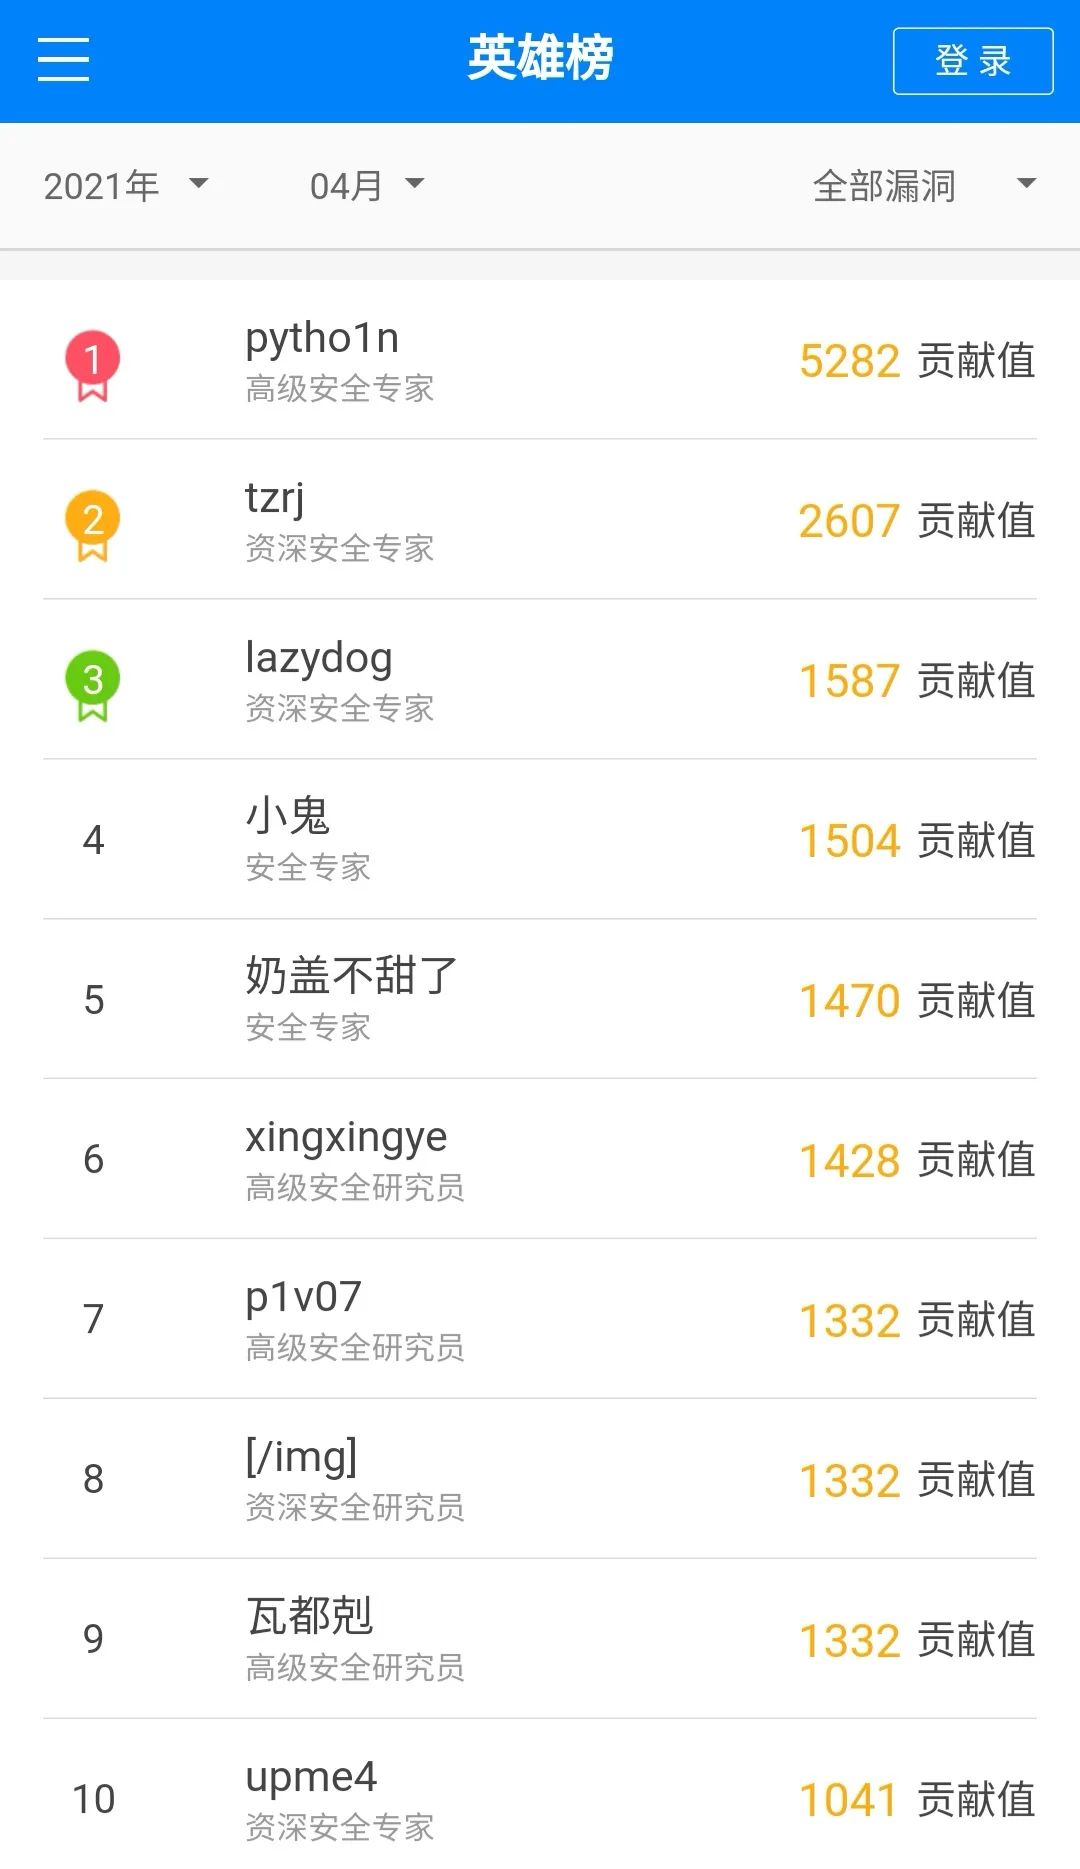 英雄榜
登 录
2021年
04月
全部漏洞
1
pytho1n
高级安全专家
5282 贡献值
2
tzrj
资深安全专家
2607 贡献值
3
lazydog
资深安全专家
1587 贡献值
4
小鬼
安全专家
1504 贡献值
5
奶盖不甜了
安全专家
1470 贡献值
6
xingxingye
高级安全研究员
1428 贡献值
7
p1v07
高级安全研究员
1332 贡献值
8
[/img]
资深安全研究员
1332 贡献值
9
瓦都剋
高级安全研究员
1332 贡献值
10
upme4
资深安全专家
1041 贡献值